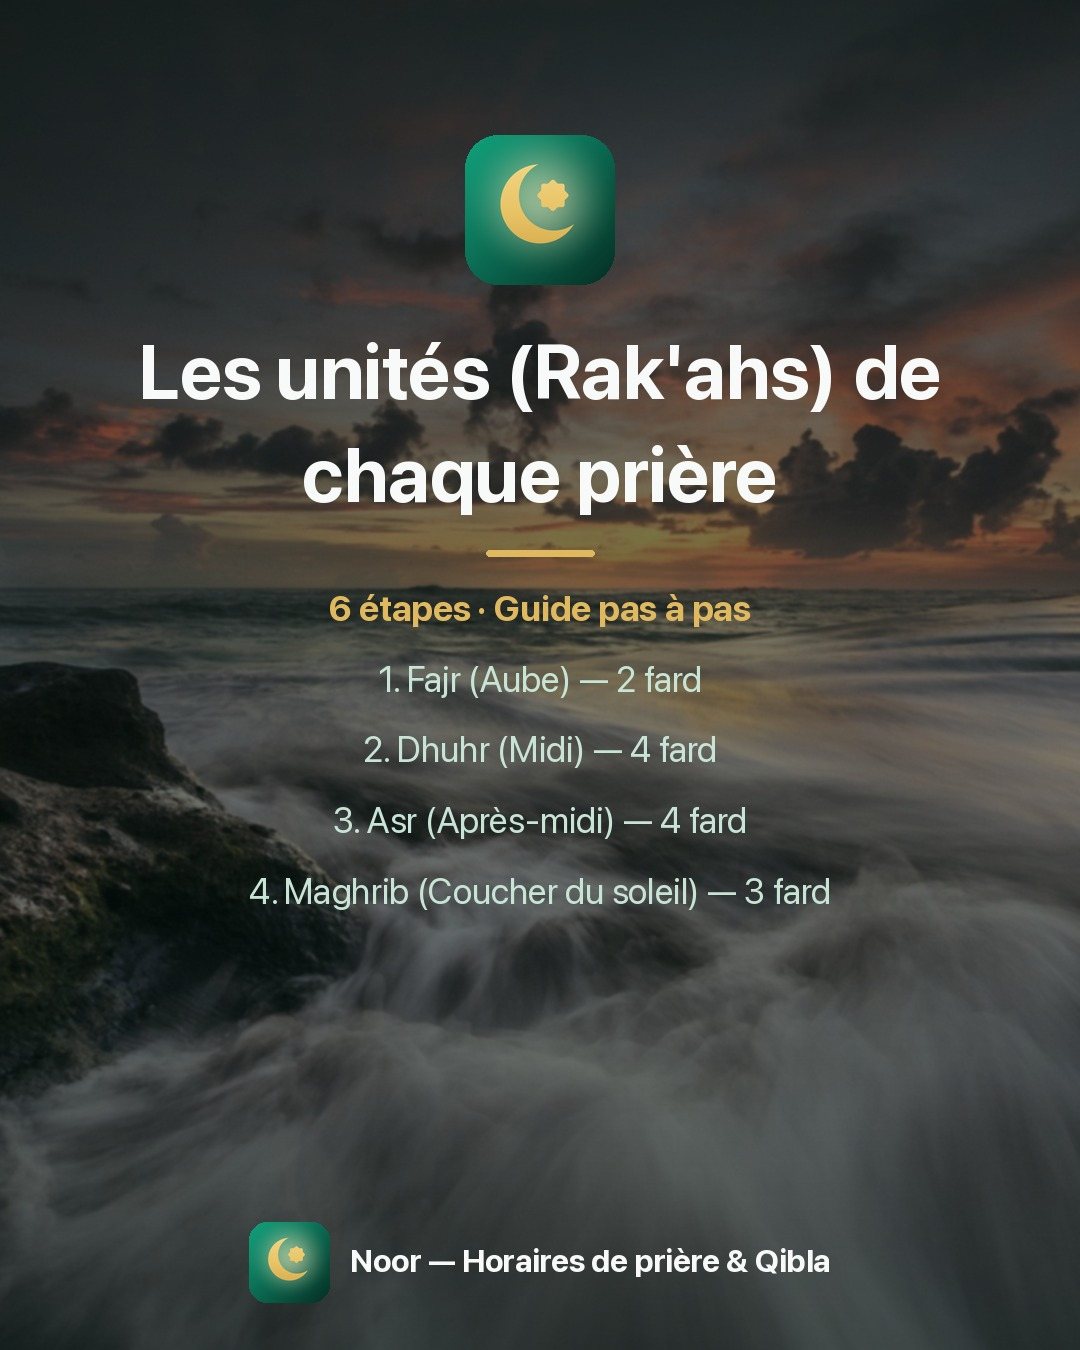 Les unités (Rak'ahs) de
chaque prière
6 étapes · Guide pas à pas
1. Fajr (Aube) — 2 fard
2. Dhuhr (Midi) — 4 fard
3. Asr (Après-midi) — 4 fard
4. Maghrib (Coucher du soleil) — 3 fard
Noor — Horaires de prière & Qibla